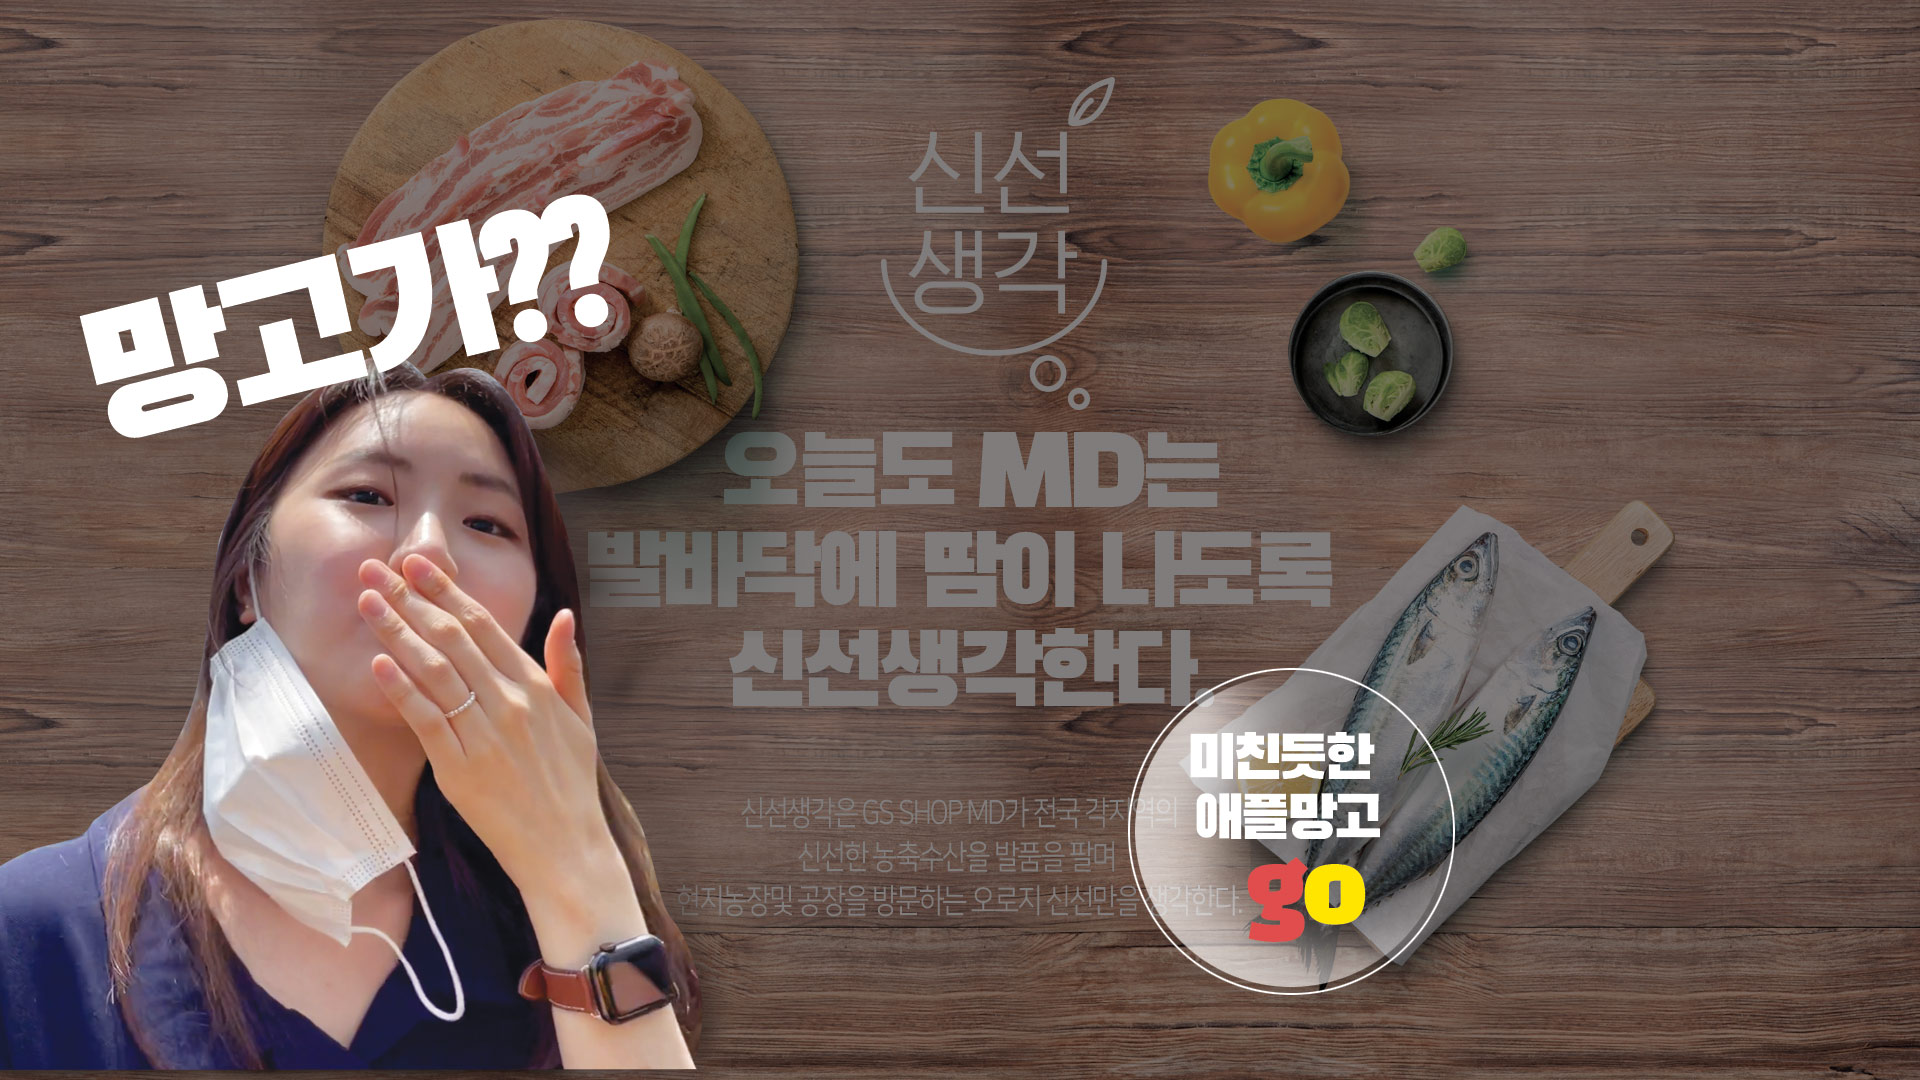 망고가??
신선
생각
오늘도 MD는
발바닥에 땀이 나도록
신선생각한다.
신선생각은 GS SHOP MD가 전국 각지역의
신선한 농축수산을 발품을 팔며
현지농장및 공장을 방문하는 오로지 신선만을 생각한다.
미친듯한
애플망고
go